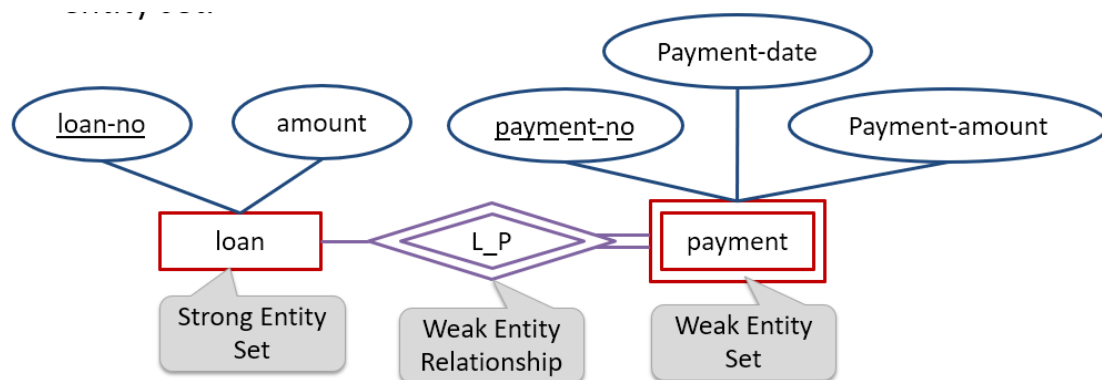 Payment-date
loan-no
amount
payment-no
Payment-amount
loan
L_P
payment
Strong Entity
Set
Weak Entity
Relationship
Weak Entity
Set